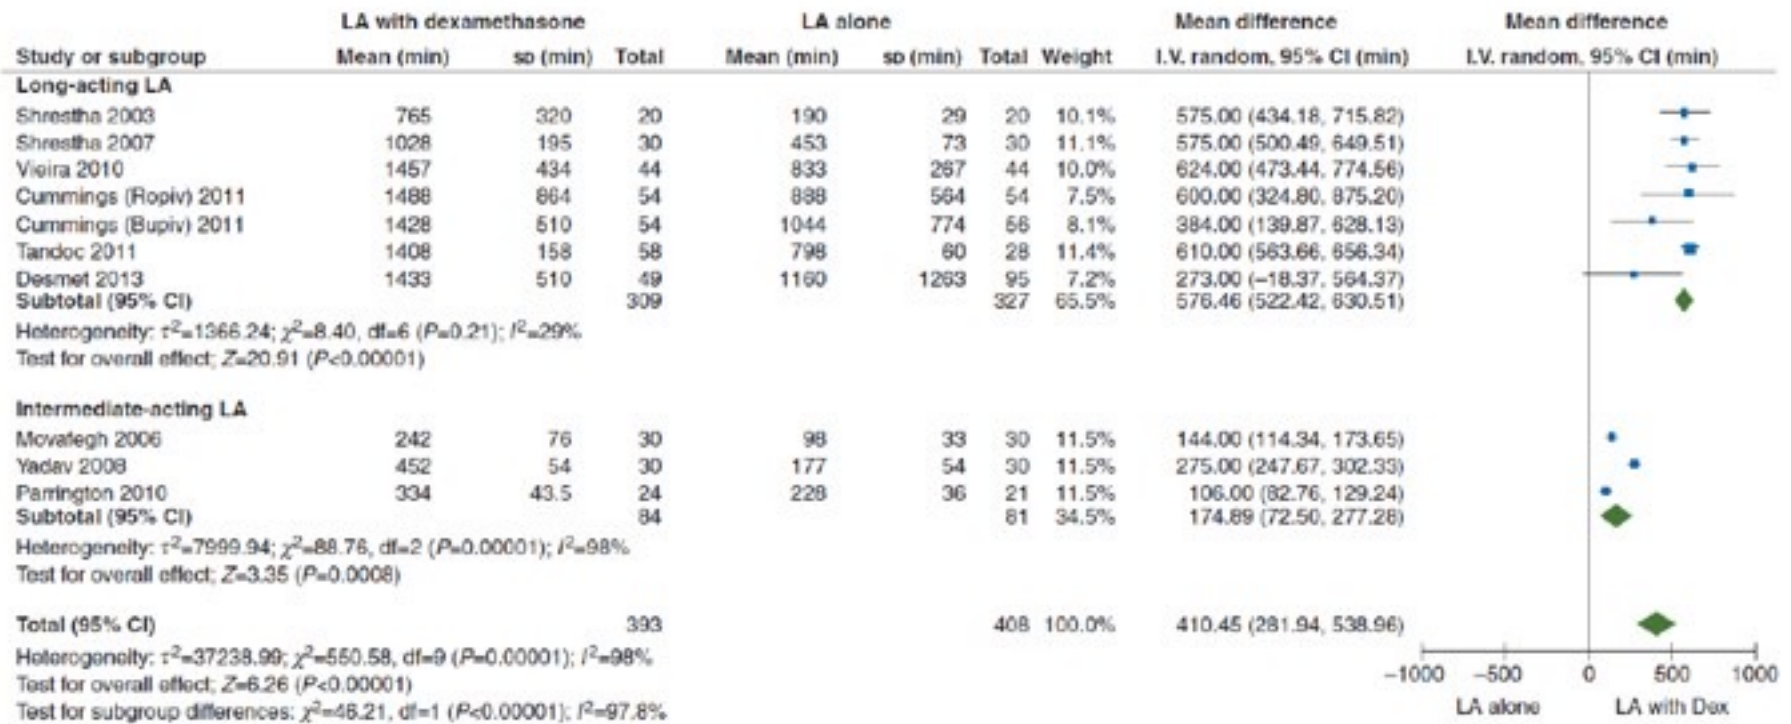 LA with dexamethasone LA alone Mean difference Mean difference
Study or subgroup Mean (min) SD (min) Total Mean (min) SD (min) Total Weight I.V. random, 95% CI (min) I.V. random, 95% CI (min)
Long-acting LA
Shrestha 2003 765 320 20 190 29 20 10.1% 575.00 (434.18, 715.82)
Shrestha 2007 1028 195 30 453 73 30 11.1% 575.00 (500.49, 649.51)
Vieira 2010 1457 434 44 833 267 44 10.0% 624.00 (473.44, 774.56)
Cummings (Ropiv) 2011 1488 864 54 888 564 54 7.5% 600.00 (324.80, 875.20)
Cummings (Bupiv) 2011 1428 510 54 1044 774 56 8.1% 384.00 (139.87, 628.13)
Tandoc 2011 1408 158 58 798 60 28 11.4% 610.00 (563.66, 656.34)
Desmet 2013 1433 510 49 1160 1263 95 7.2% 273.00 (−18.37, 564.37)
Subtotal (95% CI) 309 327 65.5% 576.46 (522.42, 630.51)
Heterogeneity: τ²=1366.24; χ²=8.40, df=6 (P=0.21); I²=29%
Test for overall effect; Z=20.91 (P<0.00001)
Intermediate-acting LA
Movafegh 2006 242 76 30 98 33 30 11.5% 144.00 (114.34, 173.65)
Yadav 2008 452 54 30 177 54 30 11.5% 275.00 (247.67, 302.33)
Parrington 2010 334 43.5 24 228 36 21 11.5% 106.00 (82.76, 129.24)
Subtotal (95% CI) 84 81 34.5% 174.89 (72.50, 277.28)
Heterogeneity: τ²=7999.94; χ²=88.76, df=2 (P=0.00001); I²=98%
Test for overall effect; Z=3.35 (P=0.0008)
Total (95% CI) 393 408 100.0% 410.45 (281.94, 538.96)
Heterogeneity: τ²=37238.99; χ²=550.58, df=9 (P=0.00001); I²=98%
Test for overall effect; Z=6.26 (P<0.00001)
Test for subgroup differences: χ²=46.21, df=1 (P<0.00001); I²=97.8%
−1000 −500 0 500 1000
LA alone LA with Dex